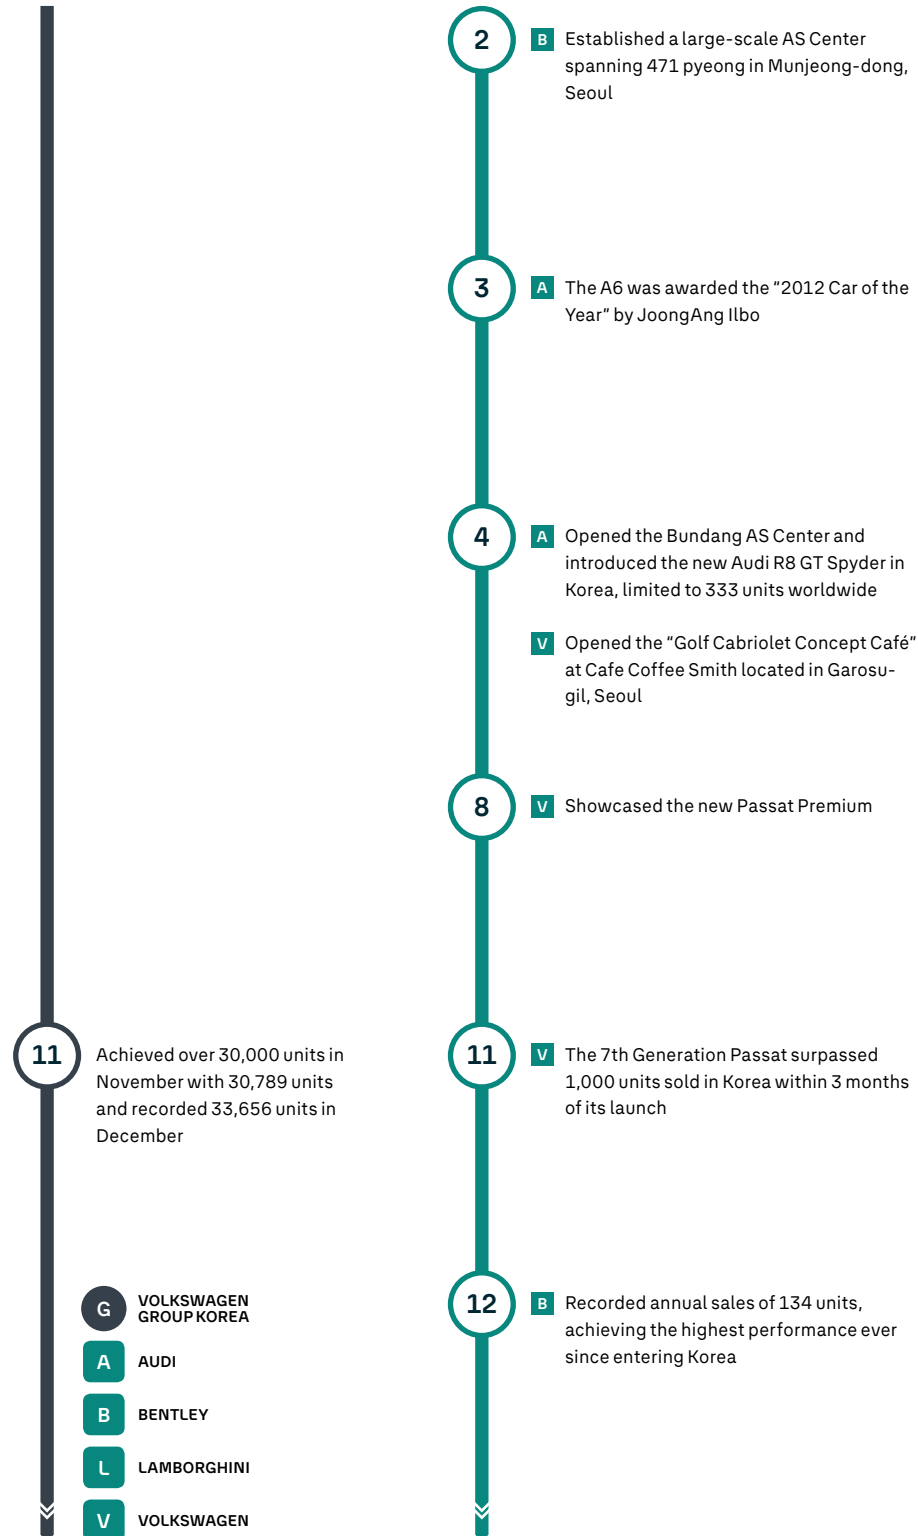 2
B
Established a large-scale AS Center
spanning 471 pyeong in Munjeong-dong,
Seoul
3
A
The A6 was awarded the “2012 Car of the
Year” by JoongAng Ilbo
4
A
Opened the Bundang AS Center and
introduced the new Audi R8 GT Spyder in
Korea, limited to 333 units worldwide
V
Opened the “Golf Cabriolet Concept Café”
at Cafe Coffee Smith located in Garosu-
gil, Seoul
8
V
Showcased the new Passat Premium
11
Achieved over 30,000 units in
November with 30,789 units
and recorded 33,656 units in
December
11
V
The 7th Generation Passat surpassed
1,000 units sold in Korea within 3 months
of its launch
12
B
Recorded annual sales of 134 units,
achieving the highest performance ever
since entering Korea
G
VOLKSWAGEN
GROUP KOREA
A
AUDI
B
BENTLEY
L
LAMBORGHINI
V
VOLKSWAGEN